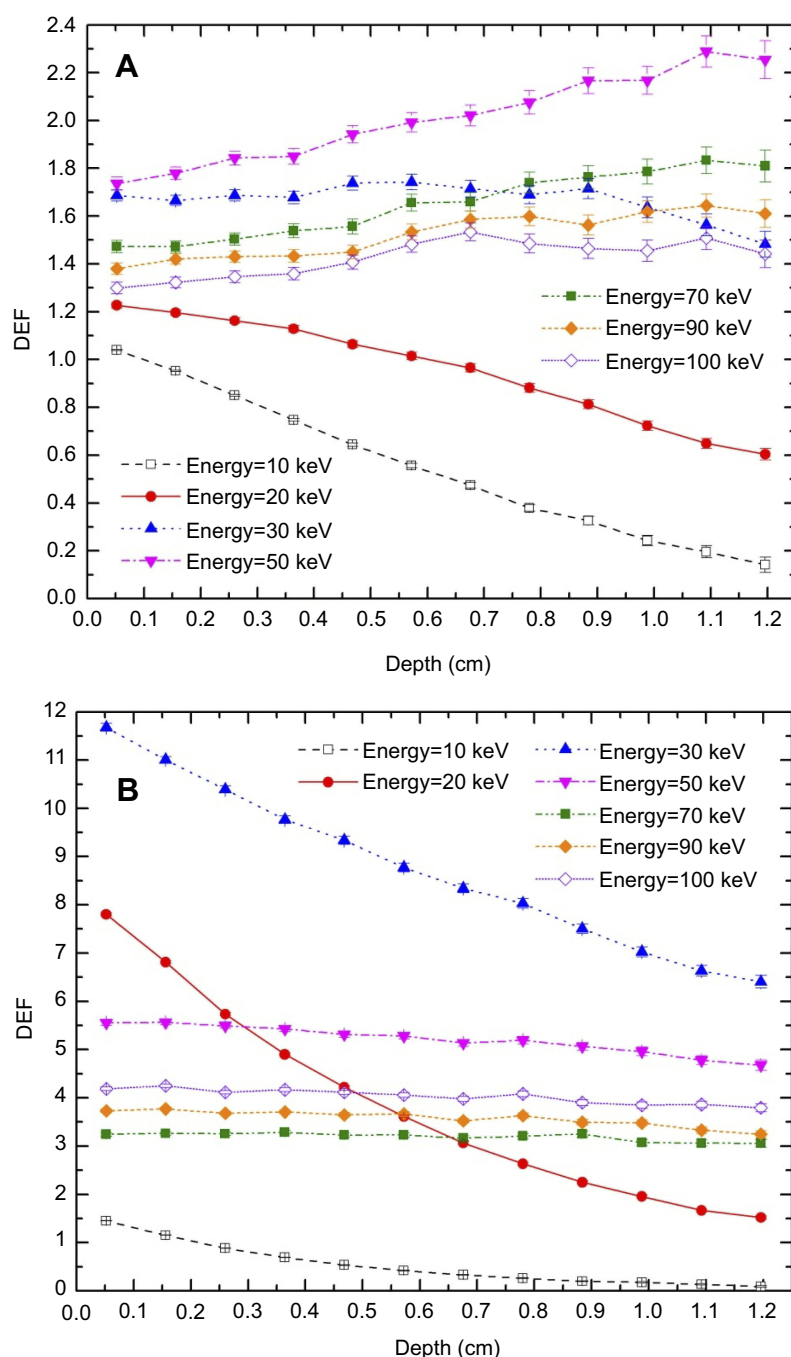 A
2.4
2.2
2.0
1.8
1.6
1.4
1.2
1.0
0.8
0.6
0.4
0.2
0.0
DEF
Energy=70 keV
Energy=90 keV
Energy=100 keV
Energy=10 keV
Energy=20 keV
Energy=30 keV
Energy=50 keV
0.0 0.1 0.2 0.3 0.4 0.5 0.6 0.7 0.8 0.9 1.0 1.1 1.2
Depth (cm)
B
12
11
10
9
8
7
6
5
4
3
2
1
0
DEF
Energy=10 keV
Energy=20 keV
Energy=30 keV
Energy=50 keV
Energy=70 keV
Energy=90 keV
Energy=100 keV
0.0 0.1 0.2 0.3 0.4 0.5 0.6 0.7 0.8 0.9 1.0 1.1 1.2
Depth (cm)